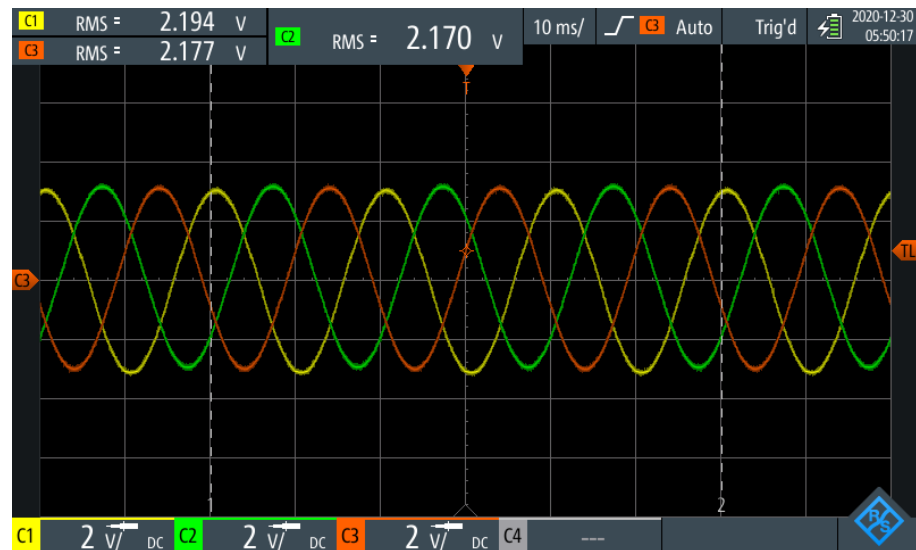 C1 RMS = 2.194 V
C3 RMS = 2.177 V
C2 RMS = 2.170 V
10 ms/ C3 Auto Trig'd
2020-12-30
05:50:17
T
C3
TL
1 2
C1 2 V/ DC C2 2 V/ DC C3 2 V/ DC C4 ---
R&S